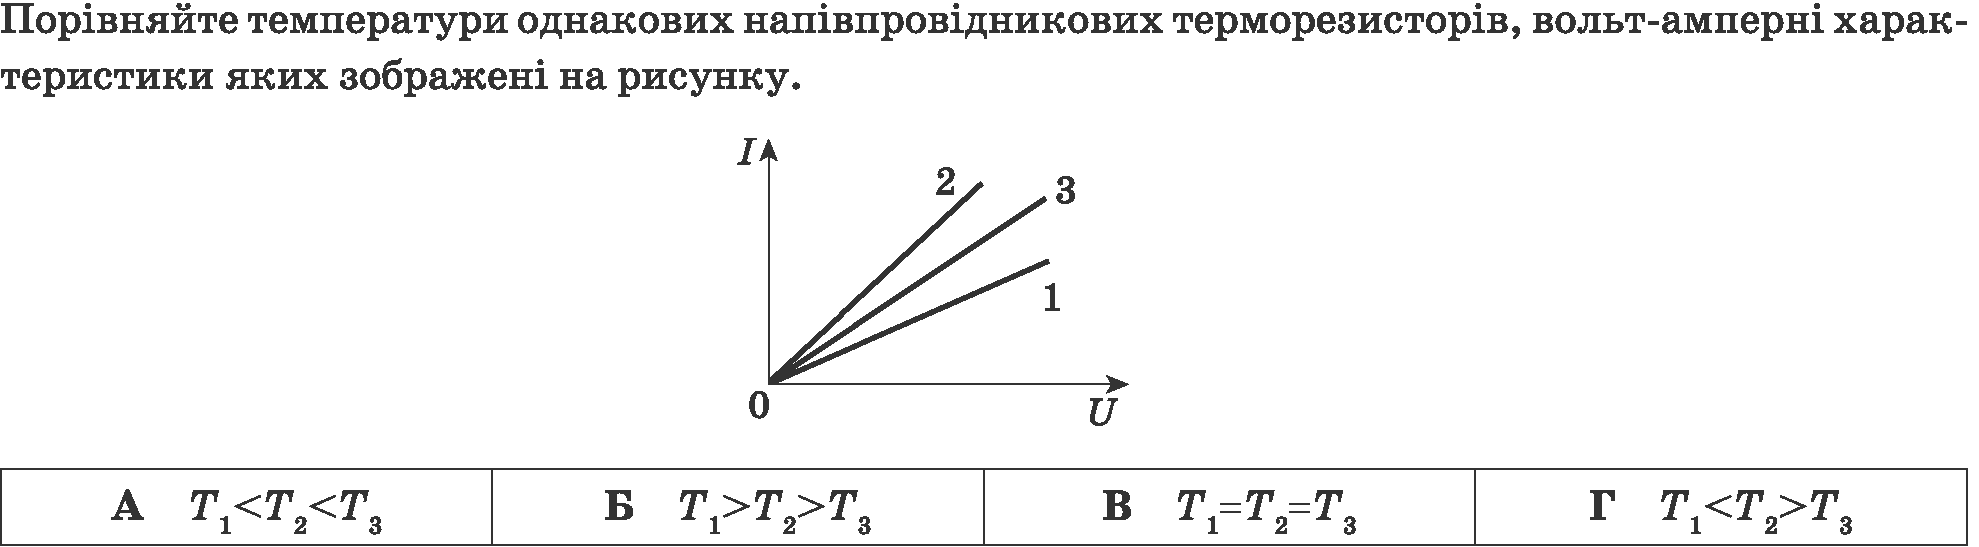 Порівняйте температури однакових напівпровідникових терморезисторів, вольт-амперні харак-
теристики яких зображені на рисунку.
I
2
3
1
0
U
А T₁<T₂<T₃ Б T₁>T₂>T₃ В T₁=T₂=T₃ Г T₁<T₂>T₃